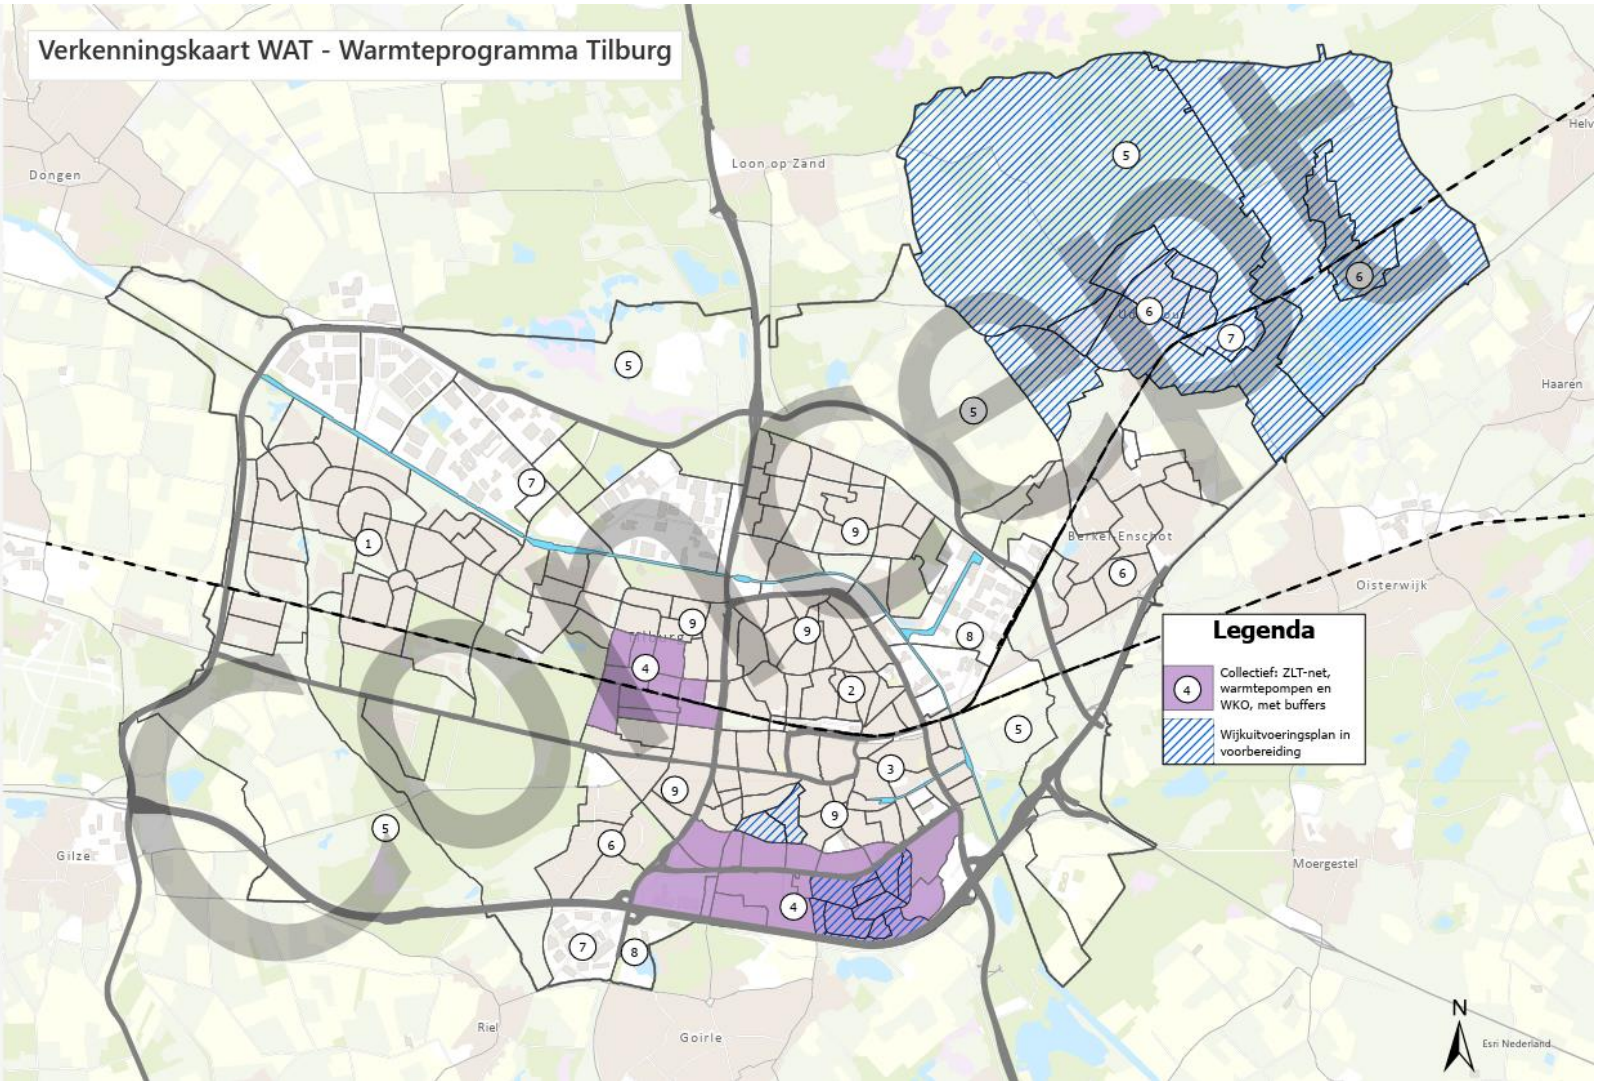 Verkenningskaart WAT - Warmteprogramma Tilburg
Concept
Loon op Zand
Helv
Dongen
5
6
6
7
5
Haaren
5
7
1
9
Berkel-Enschot
6
Oisterwijk
9
Tilburg
9
8
4
2
5
3
9
9
5
6
Gilze
Moergestel
4
7
8
Riel
Goirle
Legenda
4
Collectief: ZLT-net,
warmtepompen en
WKO, met buffers
Wijkuitvoeringsplan in
voorbereiding
N
Esri Nederland